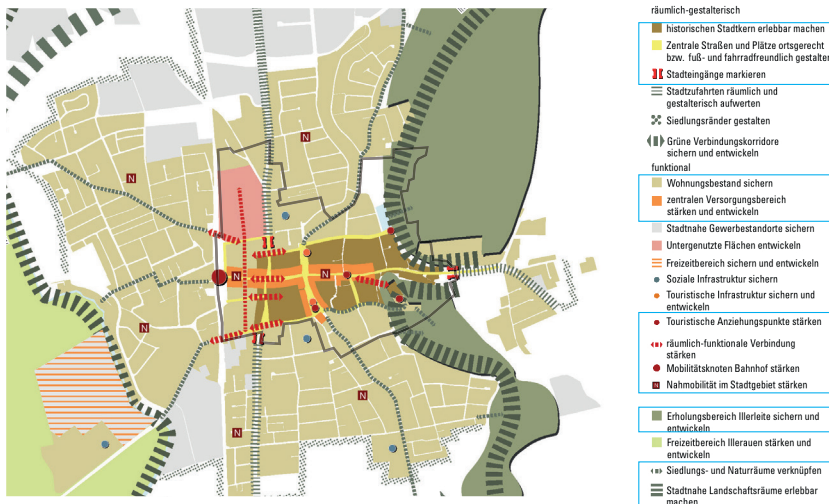 räumlich-gestalterisch
historischen Stadtkern erlebbar machen
Zentrale Straßen und Plätze ortsgerecht
bzw. fuß- und fahrradfreundlich gestalten
Stadteingänge markieren
Stadtzufahrten räumlich und
gestalterisch aufwerten
Siedlungsränder gestalten
Grüne Verbindungskorridore
sichern und entwickeln
funktional
Wohnungsbestand sichern
zentralen Versorgungsbereich
stärken und entwickeln
Stadtnahe Gewerbestandorte sichern
Untergenutzte Flächen entwickeln
Freizeitbereich sichern und entwickeln
Soziale Infrastruktur sichern
Touristische Infrastruktur sichern und
entwickeln
Touristische Anziehungspunkte stärken
räumlich-funktionale Verbindung
stärken
Mobilitätsknoten Bahnhof stärken
N Nahmobilität im Stadtgebiet stärken
Erholungsbereich Illerleite sichern und
entwickeln
Freizeitbereich Illerauen stärken und
entwickeln
Siedlungs- und Naturräume verknüpfen
Stadtnahe Landschaftsräume erlebbar
machen
N
N
N
N
N
N
N